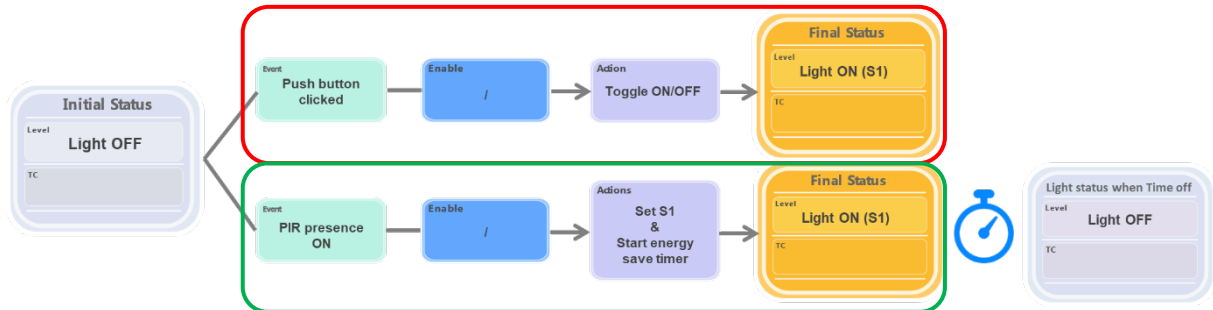 Initial Status
Level
Light OFF
TC
Event
Push button
clicked
Enable
/
Action
Toggle ON/OFF
Final Status
Level
Light ON (S1)
TC
Event
PIR presence
ON
Enable
/
Actions
Set S1
&
Start energy
save timer
Final Status
Level
Light ON (S1)
TC
Light status when Time off
Level
Light OFF
TC